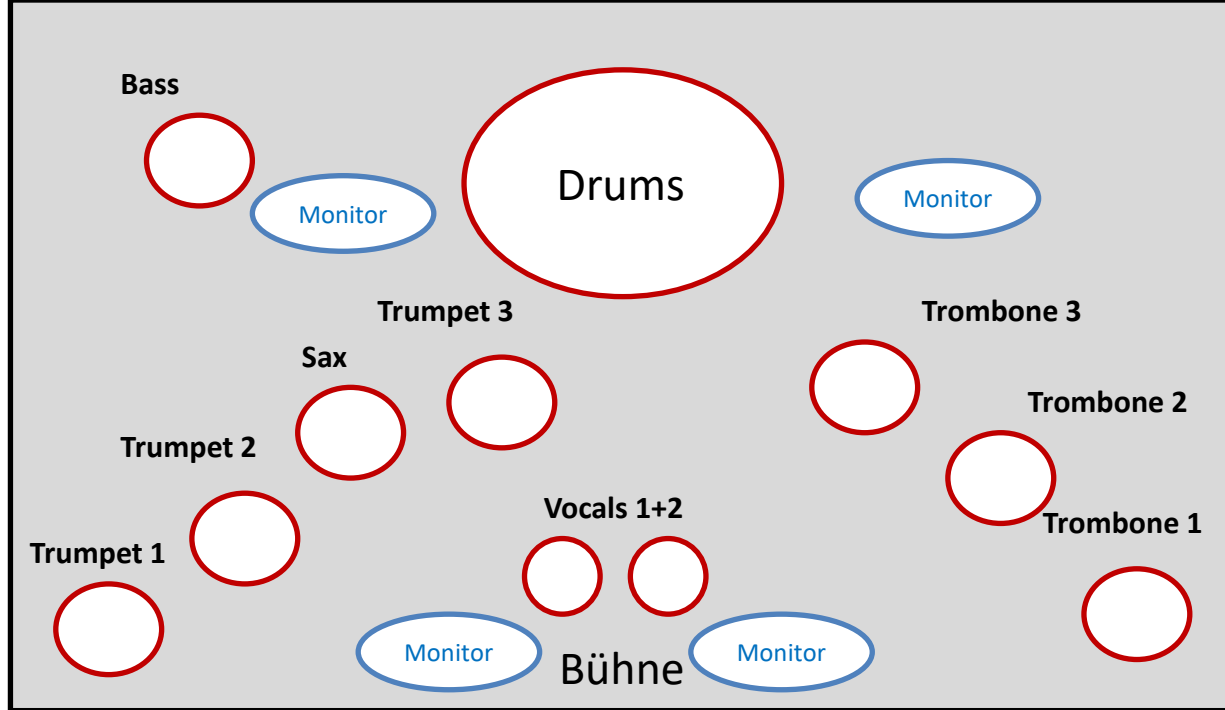 Bass
Drums
Monitor
Monitor
Trumpet 3
Trombone 3
Sax
Trombone 2
Trumpet 2
Vocals 1+2
Trombone 1
Trumpet 1
Monitor
Monitor
Bühne